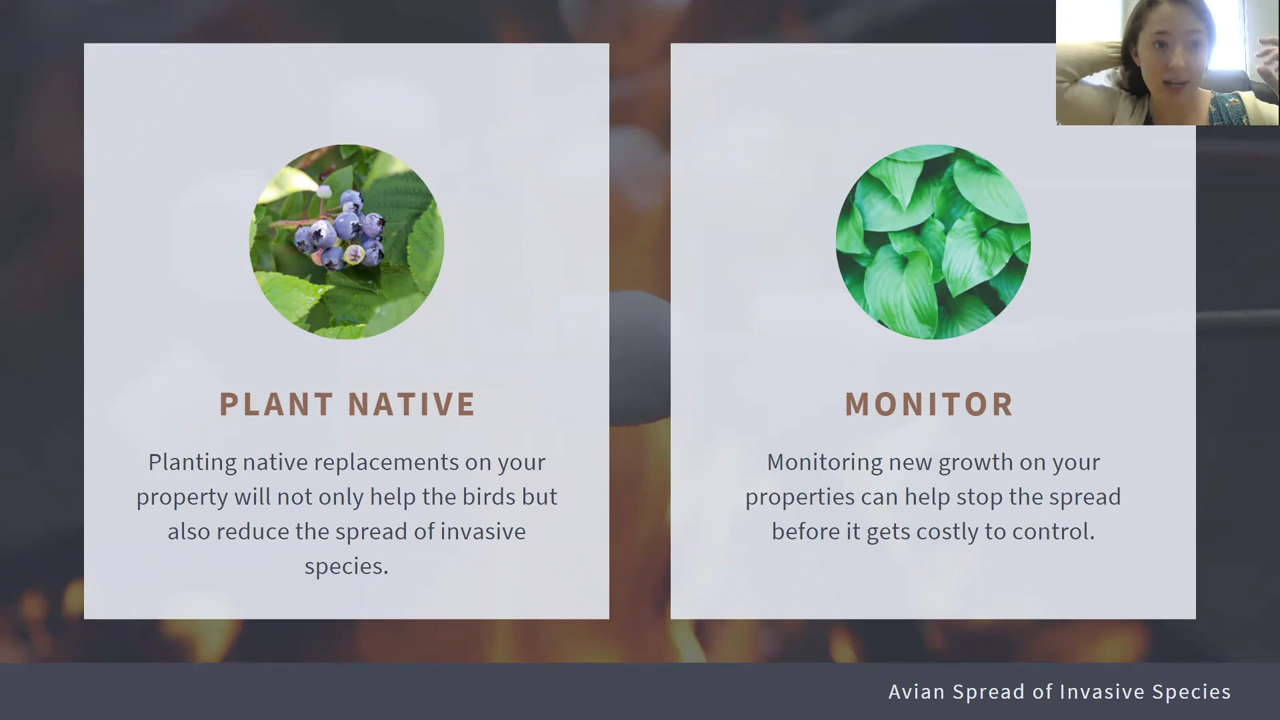 PLANT NATIVE
Planting native replacements on your
property will not only help the birds but
also reduce the spread of invasive
species.
MONITOR
Monitoring new growth on your
properties can help stop the spread
before it gets costly to control.
Avian Spread of Invasive Species